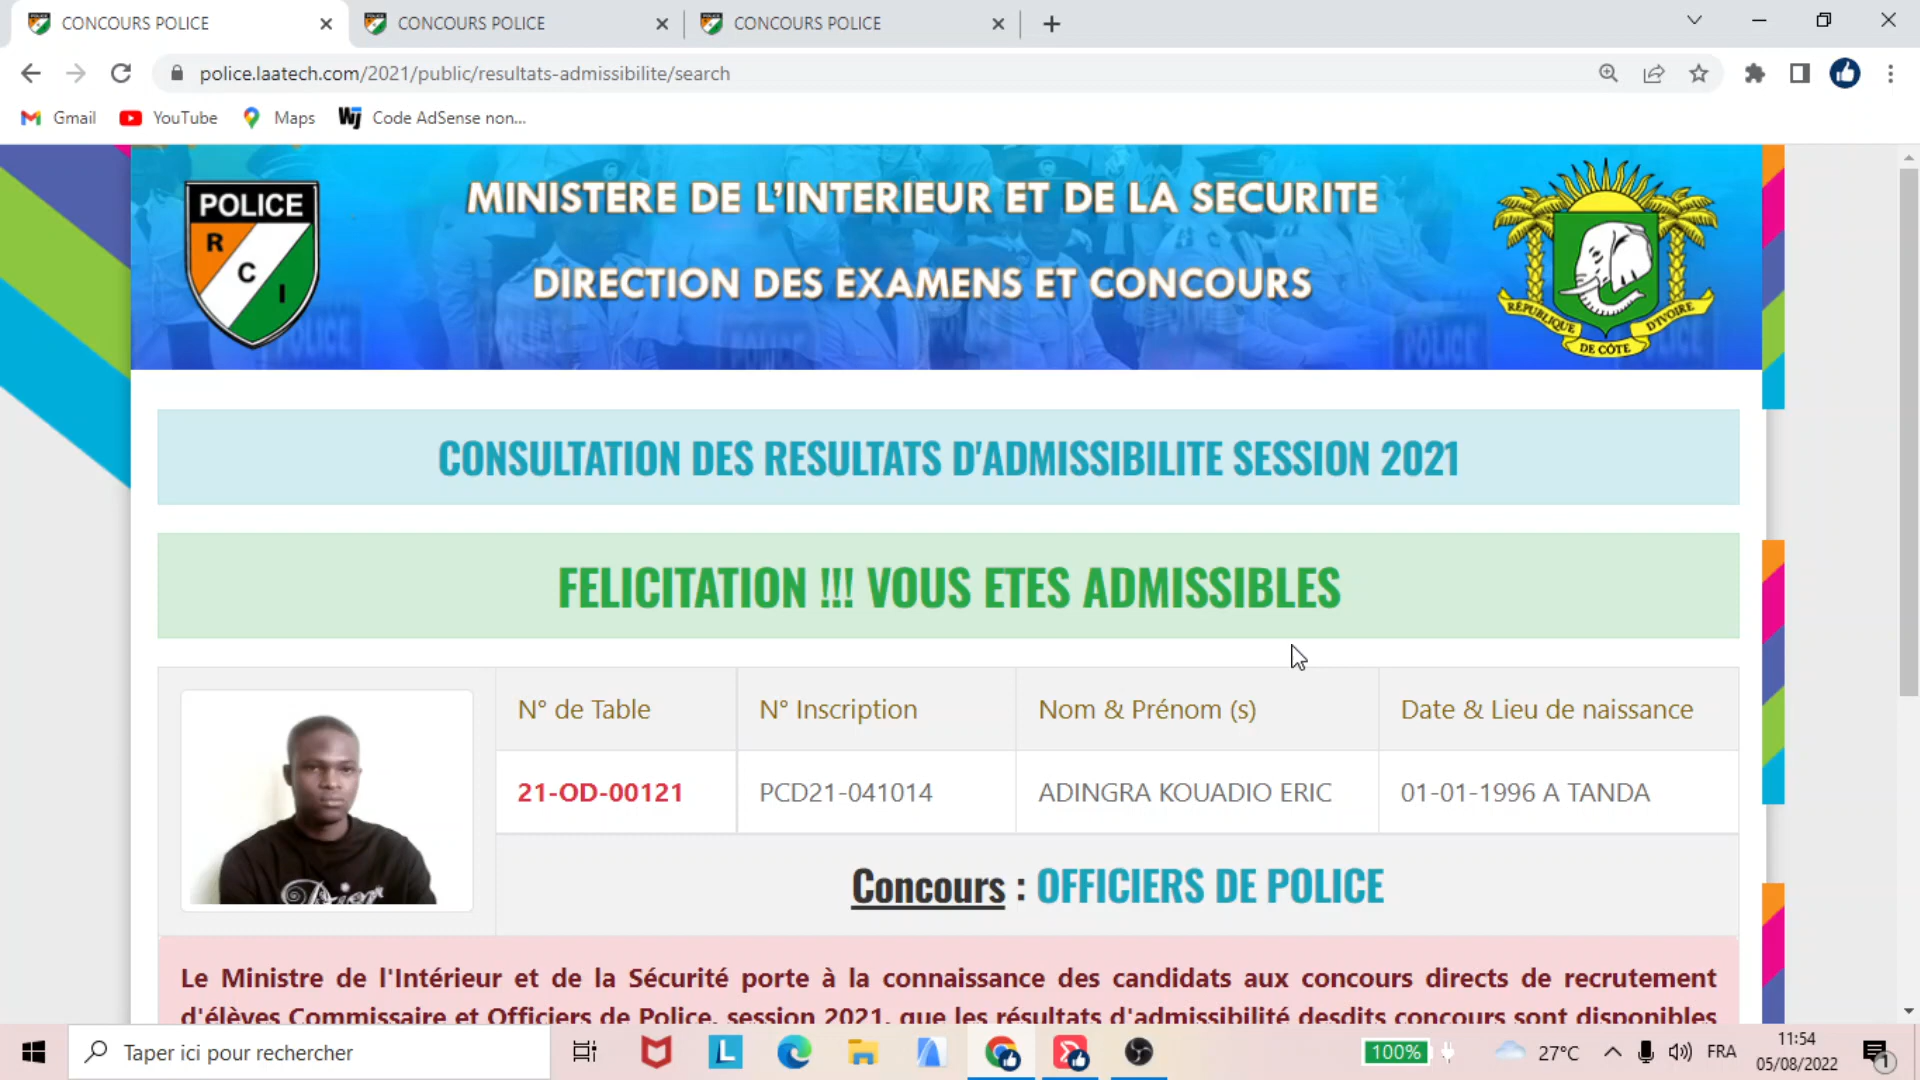 CONCOURS POLICE
CONCOURS POLICE
CONCOURS POLICE
police.laatech.com/2021/public/resultats-admissibilite/search
Gmail
YouTube
Maps
Code AdSense non...
POLICE
R
C
I
MINISTERE DE L'INTERIEUR ET DE LA SECURITE
DIRECTION DES EXAMENS ET CONCOURS
RÉPUBLIQUE
DE CÔTE
D'IVOIRE
POLICE
POLICE
CONSULTATION DES RESULTATS D'ADMISSIBILITE SESSION 2021
FELICITATION !!! VOUS ETES ADMISSIBLES
N° de Table
N° Inscription
Nom & Prénom (s)
Date & Lieu de naissance
21-OD-00121
PCD21-041014
ADINGRA KOUADIO ERIC
01-01-1996 A TANDA
Concours : OFFICIERS DE POLICE
Le Ministre de l'Intérieur et de la Sécurité porte à la connaissance des candidats aux concours directs de recrutement
d'élèves Commissaire et Officiers de Police, session 2021, que les résultats d'admissibilité desdits concours sont disponibles
Taper ici pour rechercher
L
100%
27°C
FRA
11:54
05/08/2022
1